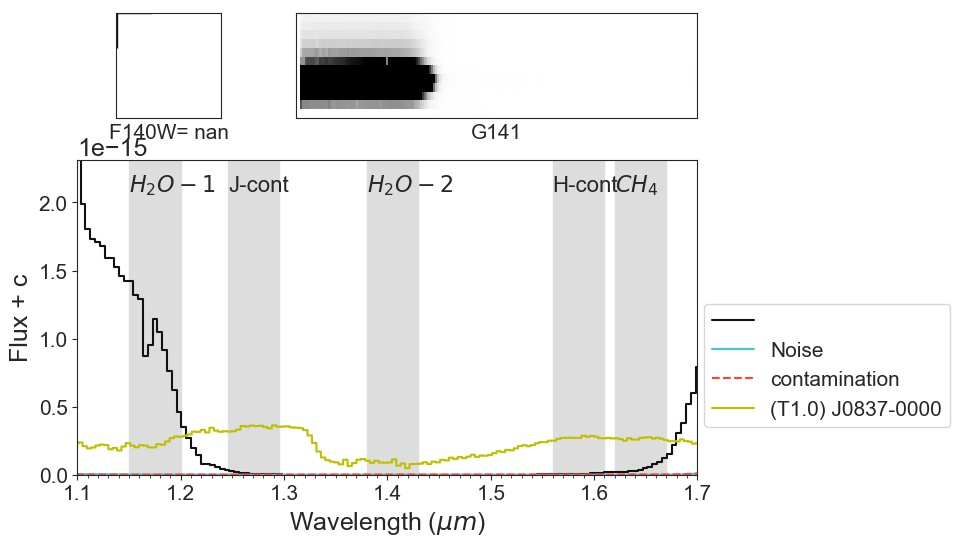 F140W= nan
G141
1e−15
H₂O − 1
J-cont
H₂O − 2
H-cont
CH₄
2.0
1.5
1.0
0.5
0.0
Flux + c
1.1
1.2
1.3
1.4
1.5
1.6
1.7
Wavelength (μm)
Noise
contamination
(T1.0) J0837-0000